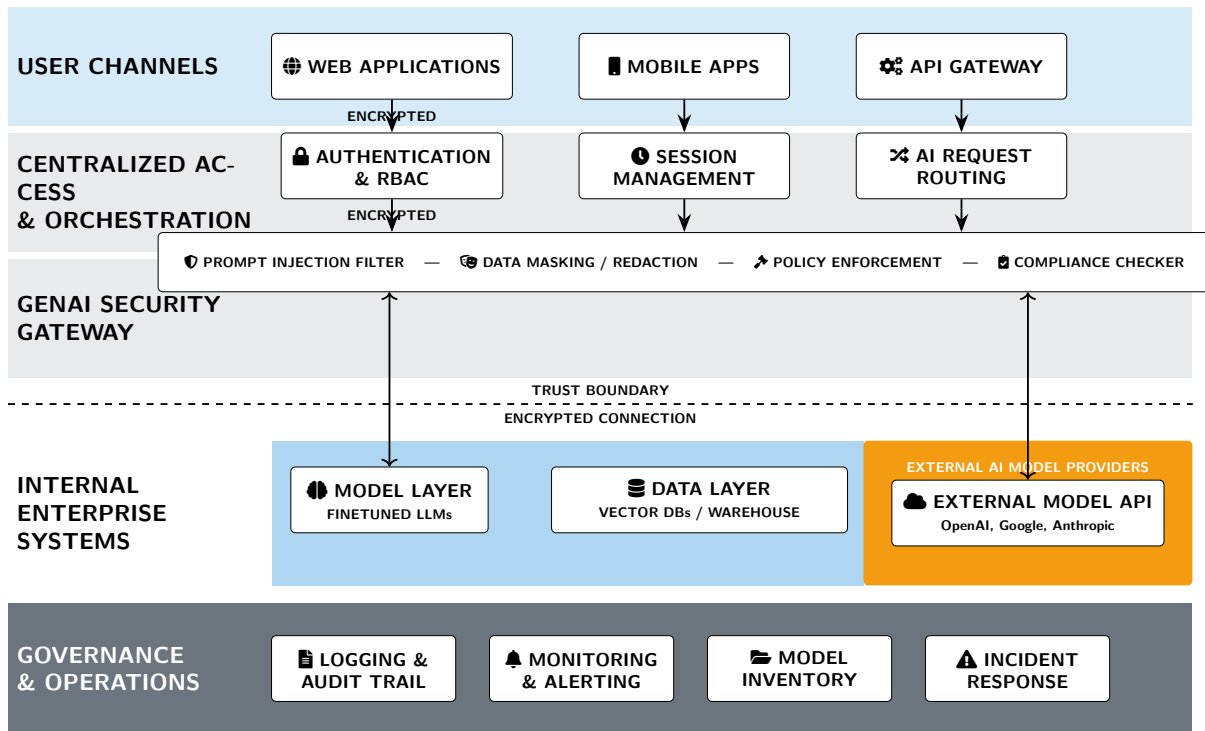 USER CHANNELS
WEB APPLICATIONS
MOBILE APPS
API GATEWAY
ENCRYPTED
CENTRALIZED AC-
CESS
& ORCHESTRATION
AUTHENTICATION
& RBAC
SESSION
MANAGEMENT
AI REQUEST
ROUTING
ENCRYPTED
PROMPT INJECTION FILTER — DATA MASKING / REDACTION — POLICY ENFORCEMENT — COMPLIANCE CHECKER
GENAI SECURITY
GATEWAY
TRUST BOUNDARY
ENCRYPTED CONNECTION
INTERNAL
ENTERPRISE
SYSTEMS
MODEL LAYER
FINETUNED LLMs
DATA LAYER
VECTOR DBs / WAREHOUSE
EXTERNAL AI MODEL PROVIDERS
EXTERNAL MODEL API
OpenAI, Google, Anthropic
GOVERNANCE
& OPERATIONS
LOGGING &
AUDIT TRAIL
MONITORING
& ALERTING
MODEL
INVENTORY
INCIDENT
RESPONSE